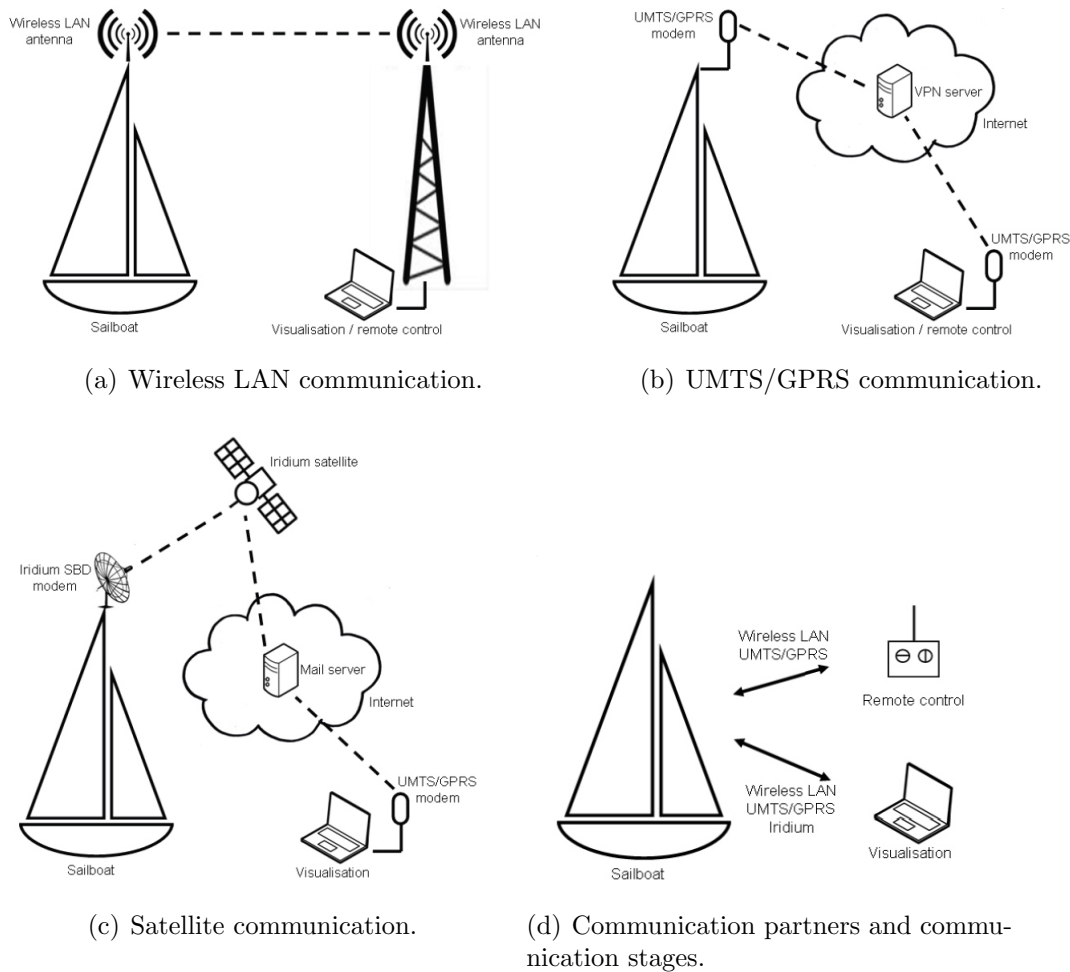 Wireless LAN
antenna
Wireless LAN
antenna
Sailboat
Visualisation / remote control
(a) Wireless LAN communication.
UMTS/GPRS
modem
VPN server
Internet
UMTS/GPRS
modem
Sailboat
Visualisation / remote control
(b) UMTS/GPRS communication.
Iridium satellite
Iridium SBD
modem
Mail server
Internet
UMTS/GPRS
modem
Sailboat
Visualisation
(c) Satellite communication.
Wireless LAN
UMTS/GPRS
Remote control
Wireless LAN
UMTS/GPRS
Iridium
Visualisation
Sailboat
(d) Communication partners and commu-
nication stages.